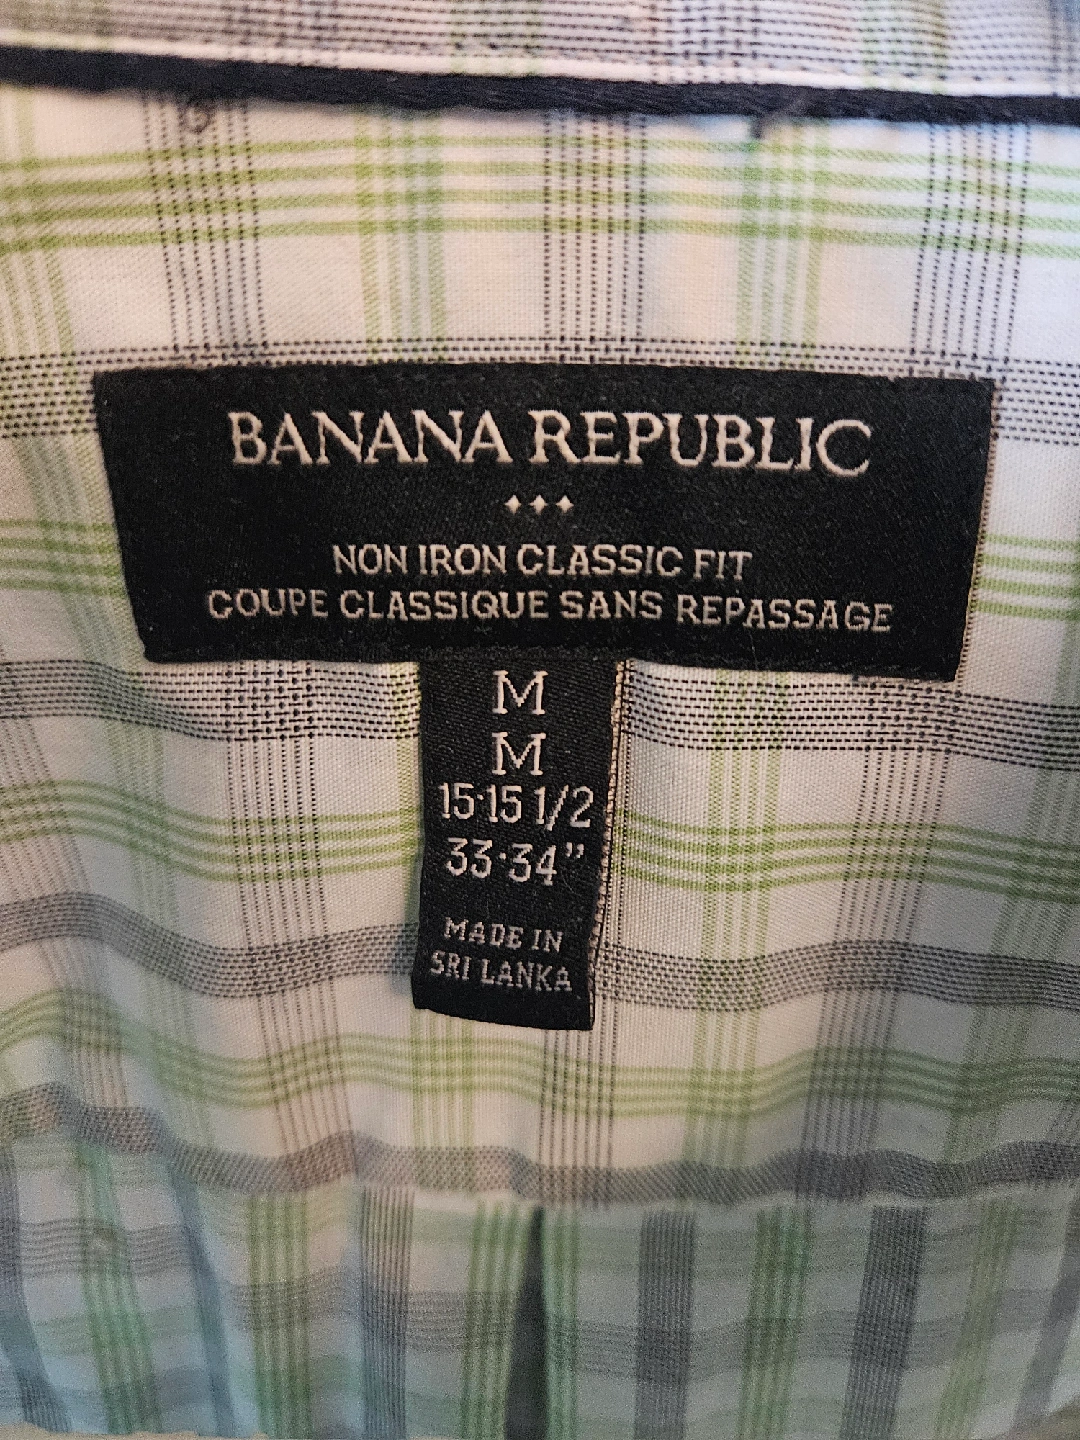 BANANA REPUBLIC
NON IRON CLASSIC FIT
COUPE CLASSIQUE SANS REPASSAGE
M
M
15·15 1/2
33·34”
MADE IN
SRI LANKA